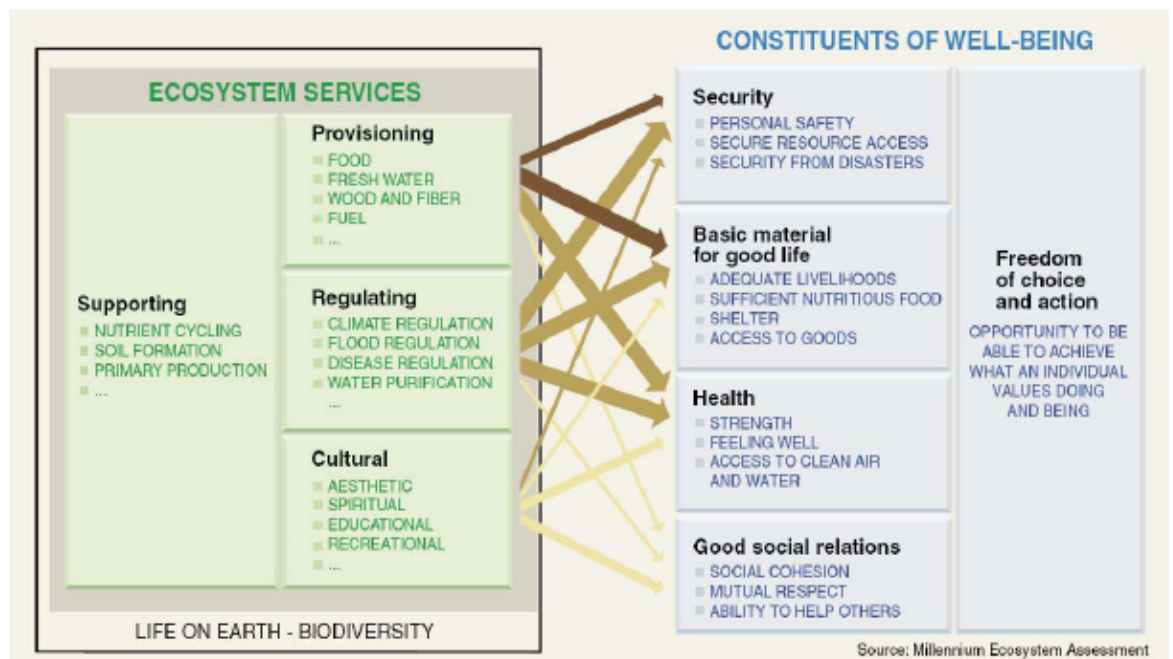 CONSTITUENTS OF WELL-BEING
ECOSYSTEM SERVICES
Supporting
NUTRIENT CYCLING
SOIL FORMATION
PRIMARY PRODUCTION
...
Provisioning
FOOD
FRESH WATER
WOOD AND FIBER
FUEL
...
Regulating
CLIMATE REGULATION
FLOOD REGULATION
DISEASE REGULATION
WATER PURIFICATION
...
Cultural
AESTHETIC
SPIRITUAL
EDUCATIONAL
RECREATIONAL
...
LIFE ON EARTH - BIODIVERSITY
Security
PERSONAL SAFETY
SECURE RESOURCE ACCESS
SECURITY FROM DISASTERS
Basic material
for good life
ADEQUATE LIVELIHOODS
SUFFICIENT NUTRITIOUS FOOD
SHELTER
ACCESS TO GOODS
Health
STRENGTH
FEELING WELL
ACCESS TO CLEAN AIR
AND WATER
Good social relations
SOCIAL COHESION
MUTUAL RESPECT
ABILITY TO HELP OTHERS
Freedom
of choice
and action
OPPORTUNITY TO BE
ABLE TO ACHIEVE
WHAT AN INDIVIDUAL
VALUES DOING
AND BEING
Source: Millennium Ecosystem Assessment